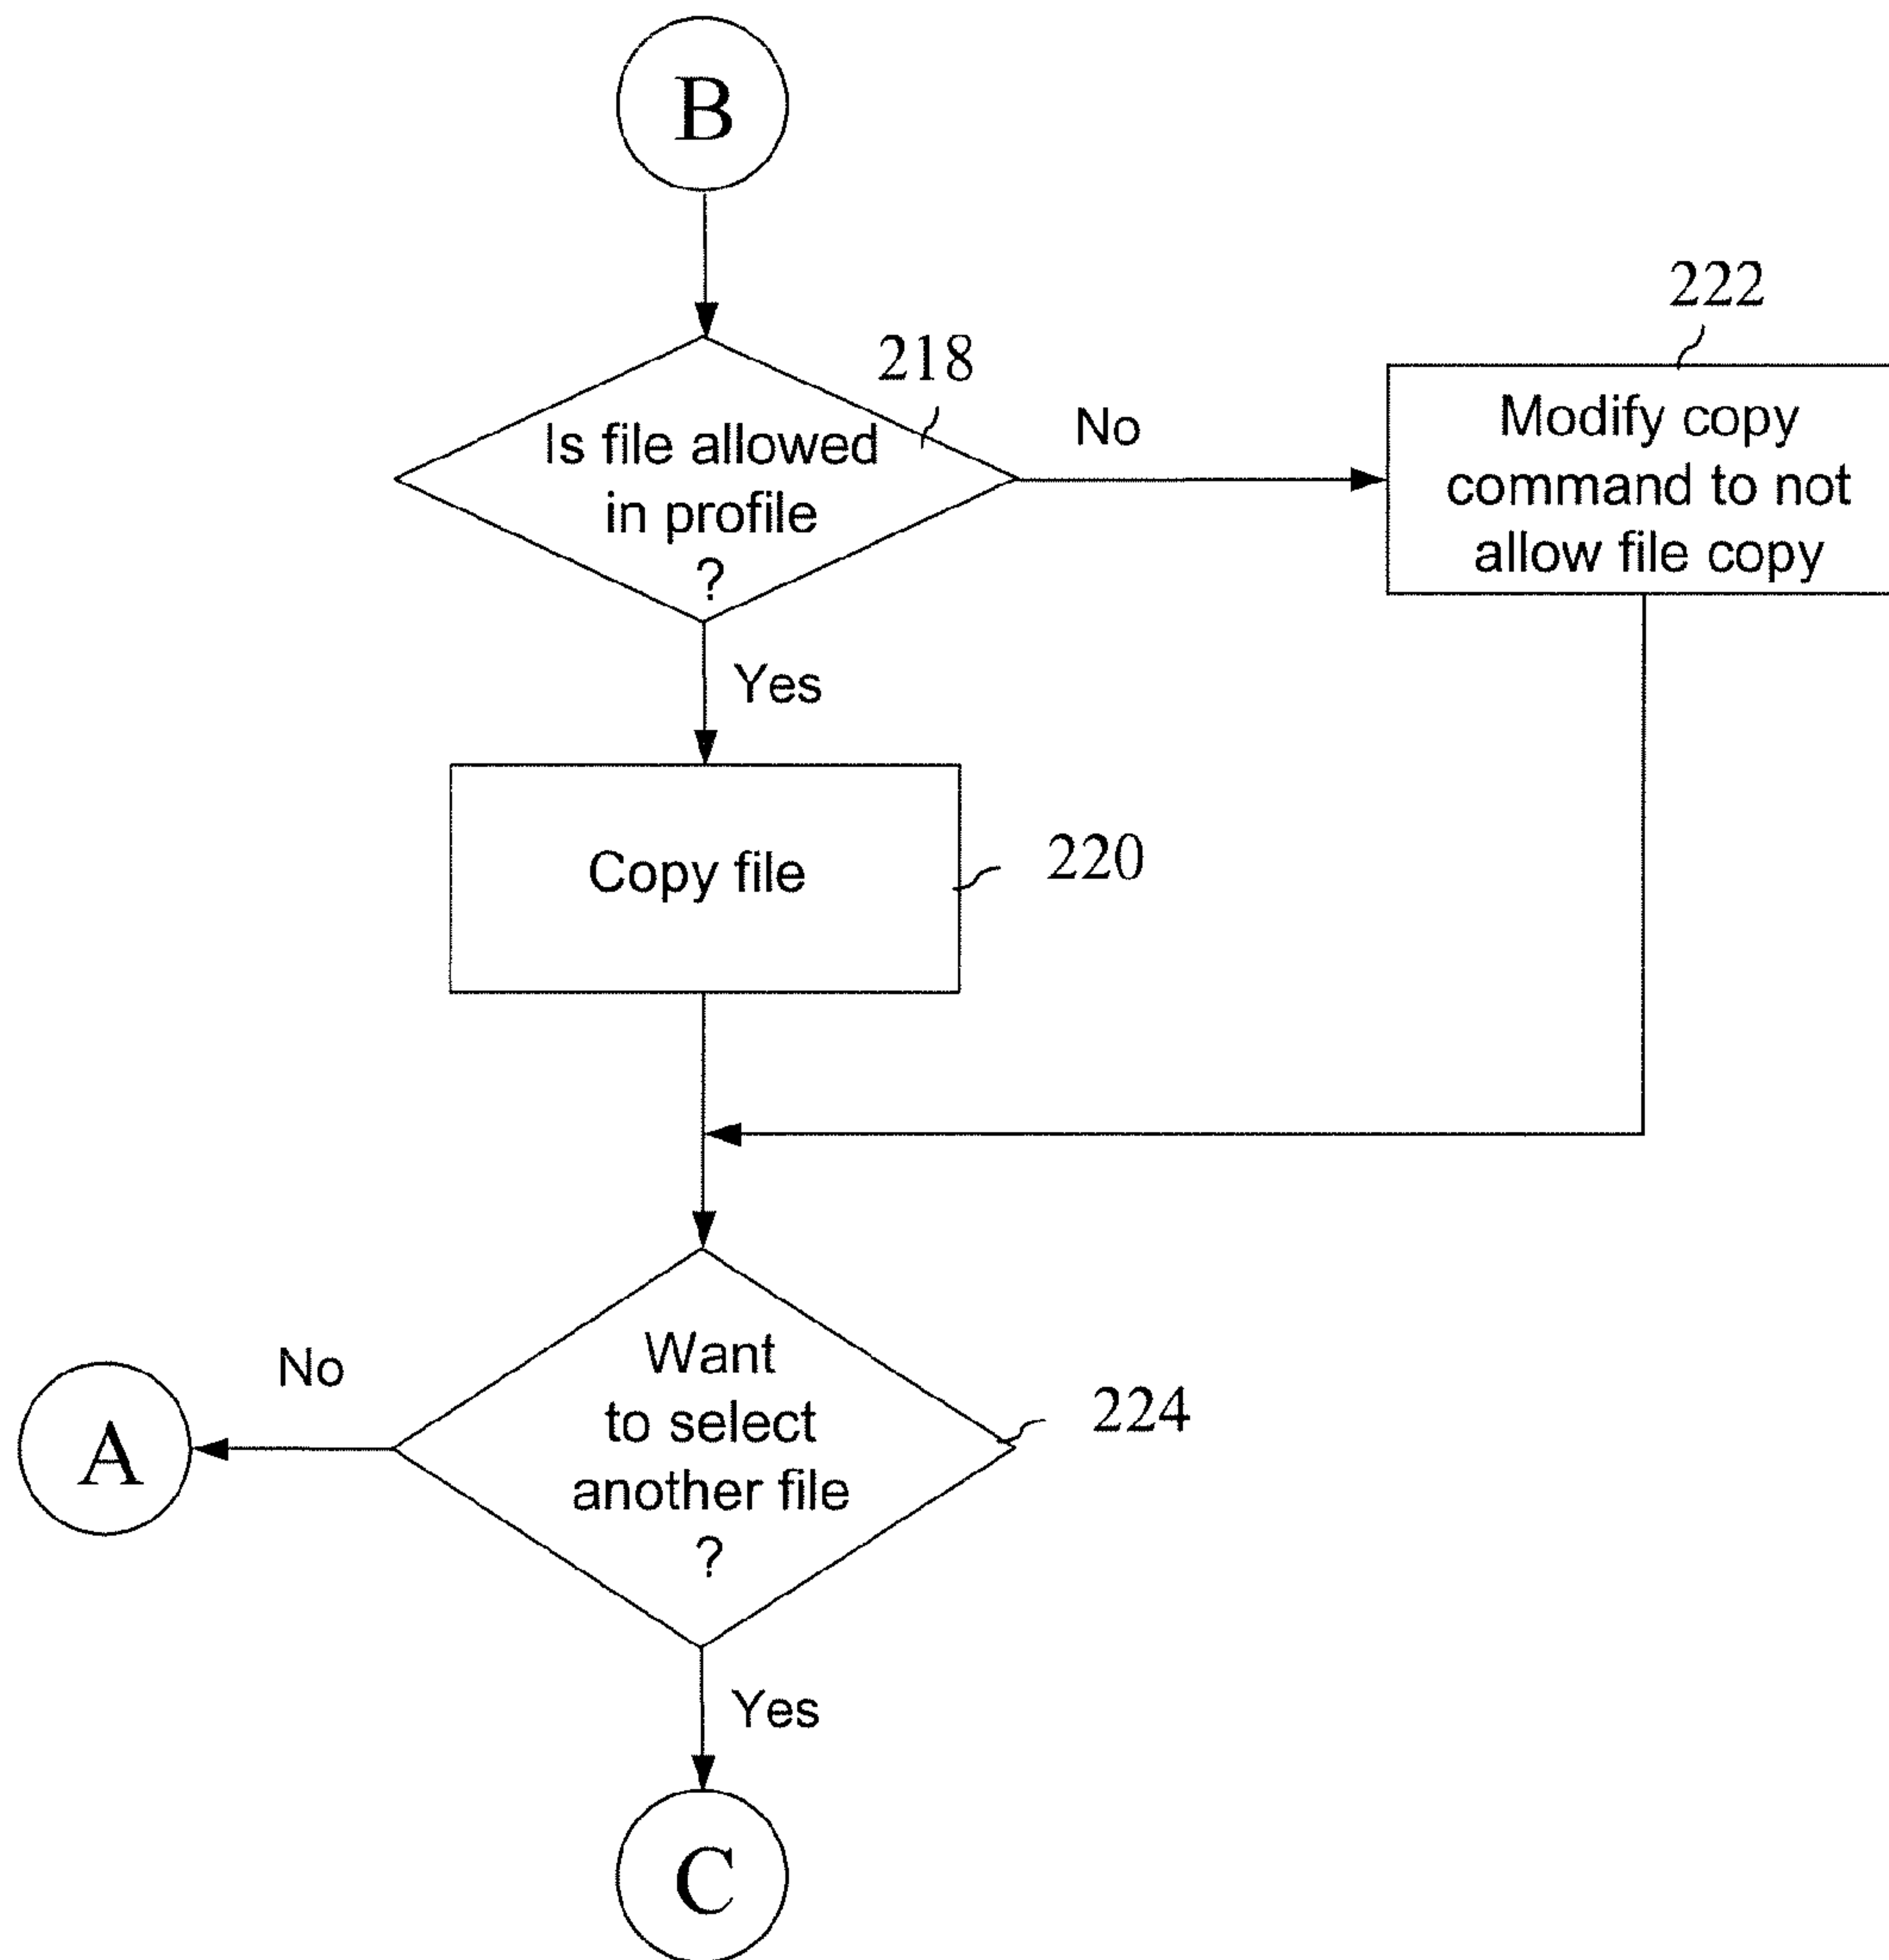 B
218
Is file allowed
in profile
?
No
222
Modify copy
command to not
allow file copy
Yes
Copy file
220
Want
to select
another file
?
224
No
A
Yes
C